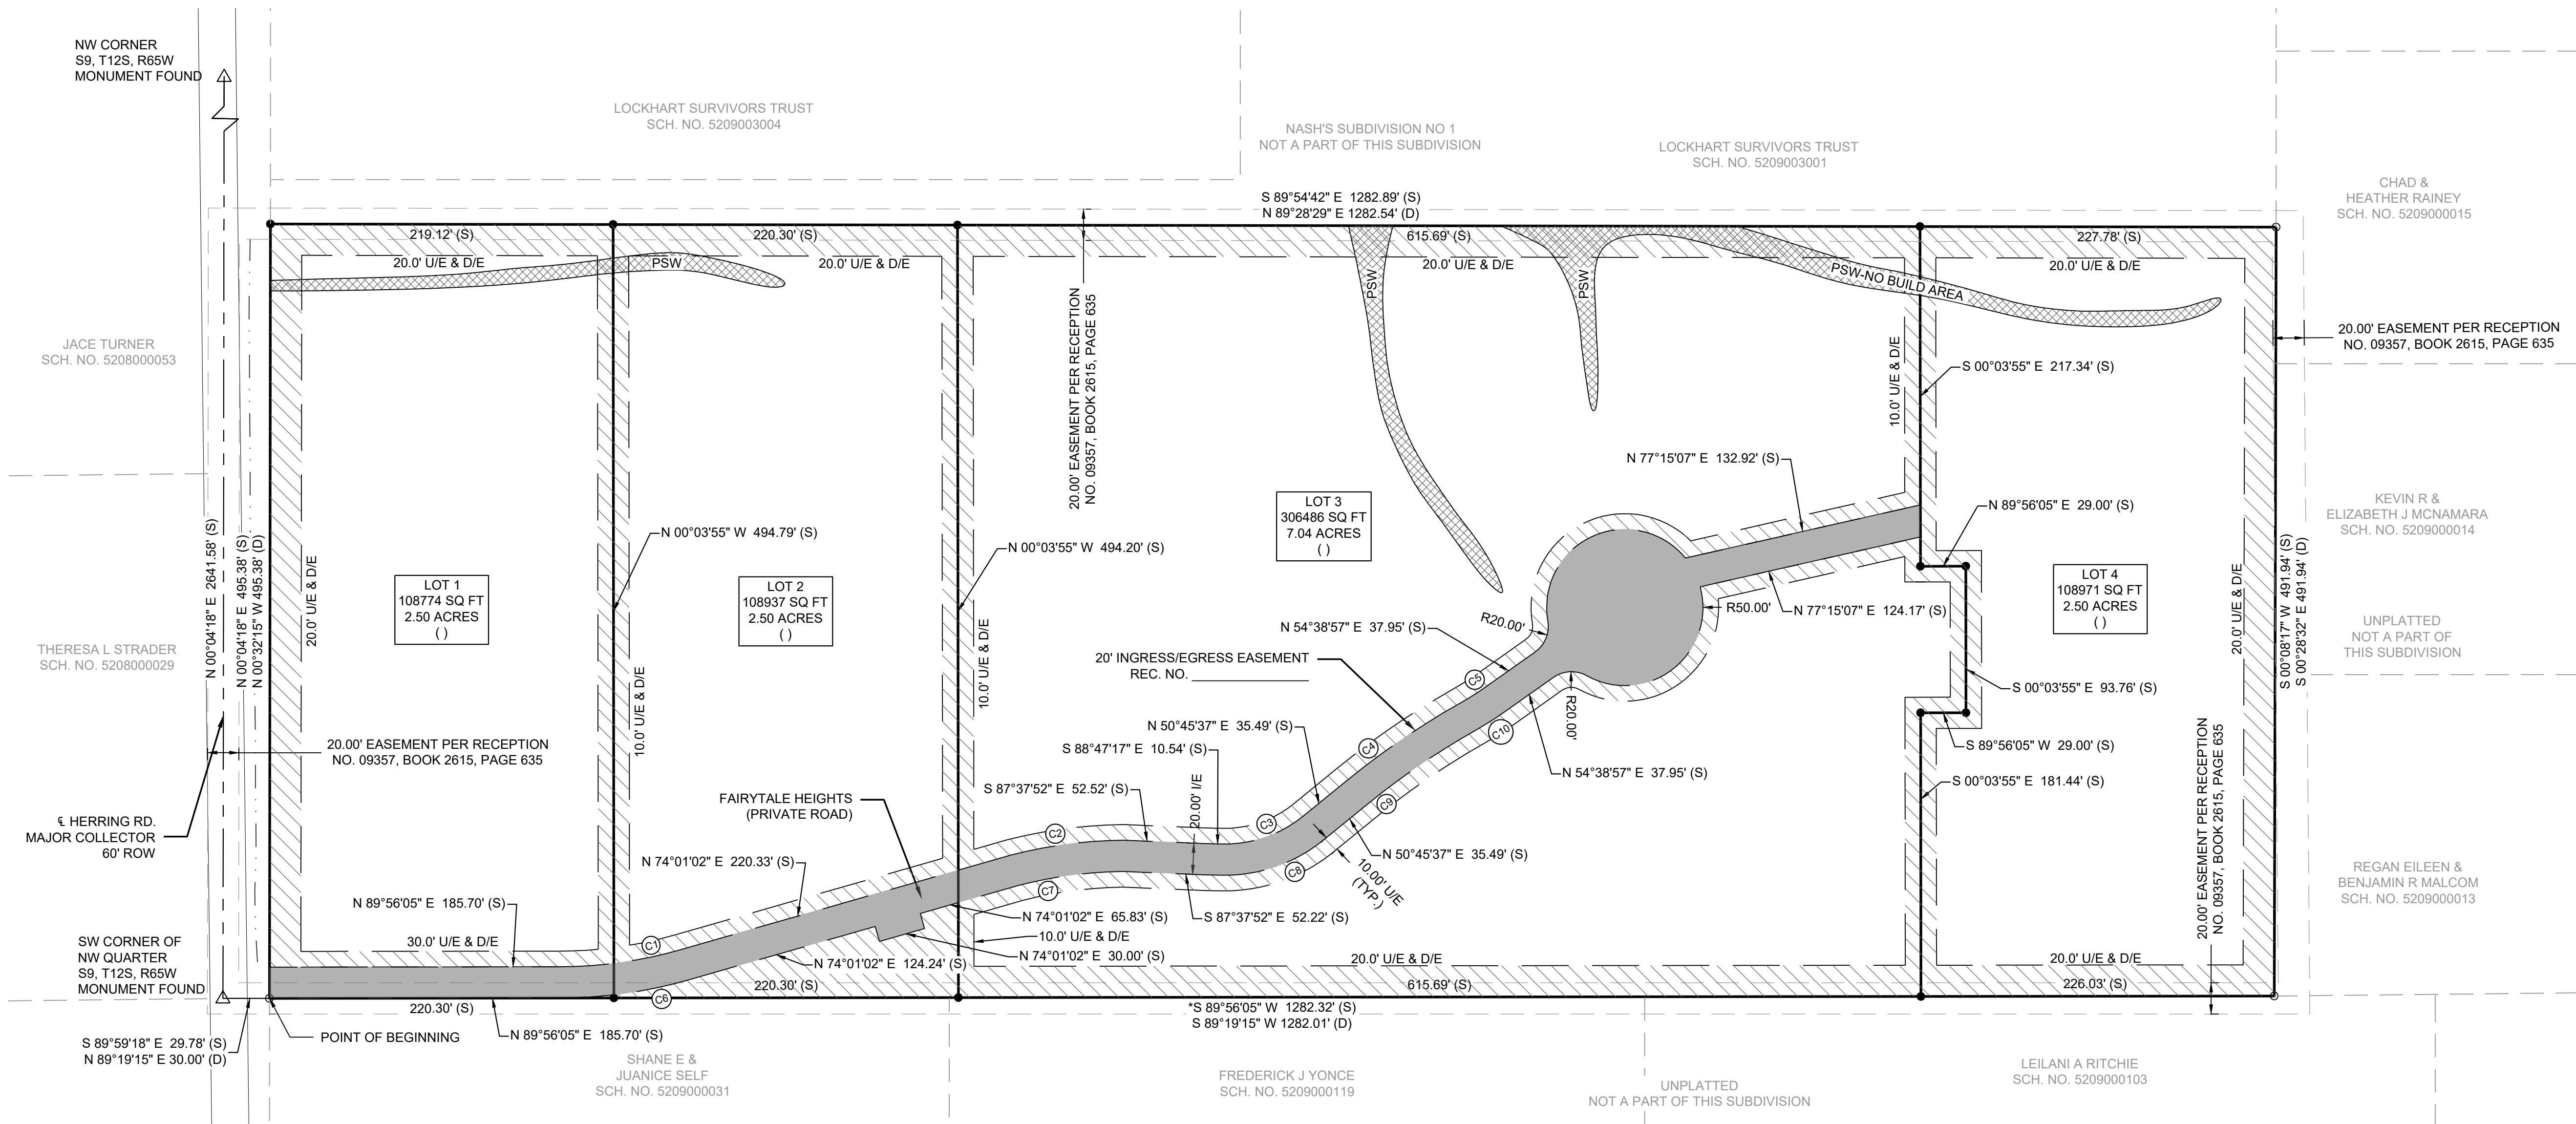 NW CORNER
S9, T12S, R65W
MONUMENT FOUND
LOCKHART SURVIVORS TRUST
SCH. NO. 5209003004
NASH'S SUBDIVISION NO 1
NOT A PART OF THIS SUBDIVISION
LOCKHART SURVIVORS TRUST
SCH. NO. 5209003001
CHAD &
HEATHER RAINEY
SCH. NO. 5209000015
S 89°54'42" E 1282.89' (S)
N 89°28'29" E 1282.54' (D)
219.12' (S)
220.30' (S)
615.69' (S)
227.78' (S)
20.0' U/E & D/E
PSW
20.0' U/E & D/E
20.0' U/E & D/E
20.0' U/E & D/E
PSW
PSW
PSW-NO BUILD AREA
20.00' EASEMENT PER RECEPTION
NO. 09357, BOOK 2615, PAGE 635
20.00' EASEMENT PER RECEPTION
NO. 09357, BOOK 2615, PAGE 635
JACE TURNER
SCH. NO. 5208000053
10.0' U/E & D/E
S 00°03'55" E 217.34' (S)
N 77°15'07" E 132.92' (S)
LOT 3
306486 SQ FT
7.04 ACRES
( )
N 89°56'05" E 29.00' (S)
KEVIN R &
ELIZABETH J MCNAMARA
SCH. NO. 5209000014
N 00°04'18" E 2641.58' (S)
N 00°04'18" E 495.38' (S)
N 00°32'15" W 495.38' (D)
20.0' U/E & D/E
N 00°03'55" W 494.79' (S)
N 00°03'55" W 494.20' (S)
LOT 1
108774 SQ FT
2.50 ACRES
( )
LOT 2
108937 SQ FT
2.50 ACRES
( )
LOT 4
108971 SQ FT
2.50 ACRES
( )
20.0' U/E & D/E
S 00°08'17" W 491.94' (S)
S 00°28'32" E 491.94' (D)
R50.00'
N 77°15'07" E 124.17' (S)
R20.00'
N 54°38'57" E 37.95' (S)
THERESA L STRADER
SCH. NO. 5208000029
10.0' U/E & D/E
10.0' U/E & D/E
20' INGRESS/EGRESS EASEMENT
REC. NO. ________________
C5
R20.00'
UNPLATTED
NOT A PART OF
THIS SUBDIVISION
S 00°03'55" E 93.76' (S)
N 50°45'37" E 35.49' (S)
C10
S 88°47'17" E 10.54' (S)
C4
20.00' EASEMENT PER RECEPTION
NO. 09357, BOOK 2615, PAGE 635
S 89°56'05" W 29.00' (S)
N 54°38'57" E 37.95' (S)
S 00°03'55" E 181.44' (S)
S 87°37'52" E 52.52' (S)
20.00' I/E
FAIRYTALE HEIGHTS
(PRIVATE ROAD)
C9
C3
C2
℄ HERRING RD.
MAJOR COLLECTOR
60' ROW
N 74°01'02" E 220.33' (S)
C8
N 50°45'37" E 35.49' (S)
10.00' U/E
(TYP.)
C7
20.00' EASEMENT PER RECEPTION
NO. 09357, BOOK 2615, PAGE 635
REGAN EILEEN &
BENJAMIN R MALCOM
SCH. NO. 5209000013
N 89°56'05" E 185.70' (S)
N 74°01'02" E 65.83' (S)
S 87°37'52" E 52.22' (S)
SW CORNER OF
NW QUARTER
S9, T12S, R65W
MONUMENT FOUND
30.0' U/E & D/E
C1
10.0' U/E & D/E
N 74°01'02" E 30.00' (S)
N 74°01'02" E 124.24' (S)
20.0' U/E & D/E
20.0' U/E & D/E
220.30' (S)
615.69' (S)
226.03' (S)
C6
220.30' (S)
*S 89°56'05" W 1282.32' (S)
S 89°19'15" W 1282.01' (D)
POINT OF BEGINNING
N 89°56'05" E 185.70' (S)
S 89°59'18" E 29.78' (S)
N 89°19'15" E 30.00' (D)
SHANE E &
JUANICE SELF
SCH. NO. 5209000031
FREDERICK J YONCE
SCH. NO. 5209000119
UNPLATTED
NOT A PART OF THIS SUBDIVISION
LEILANI A RITCHIE
SCH. NO. 5209000103